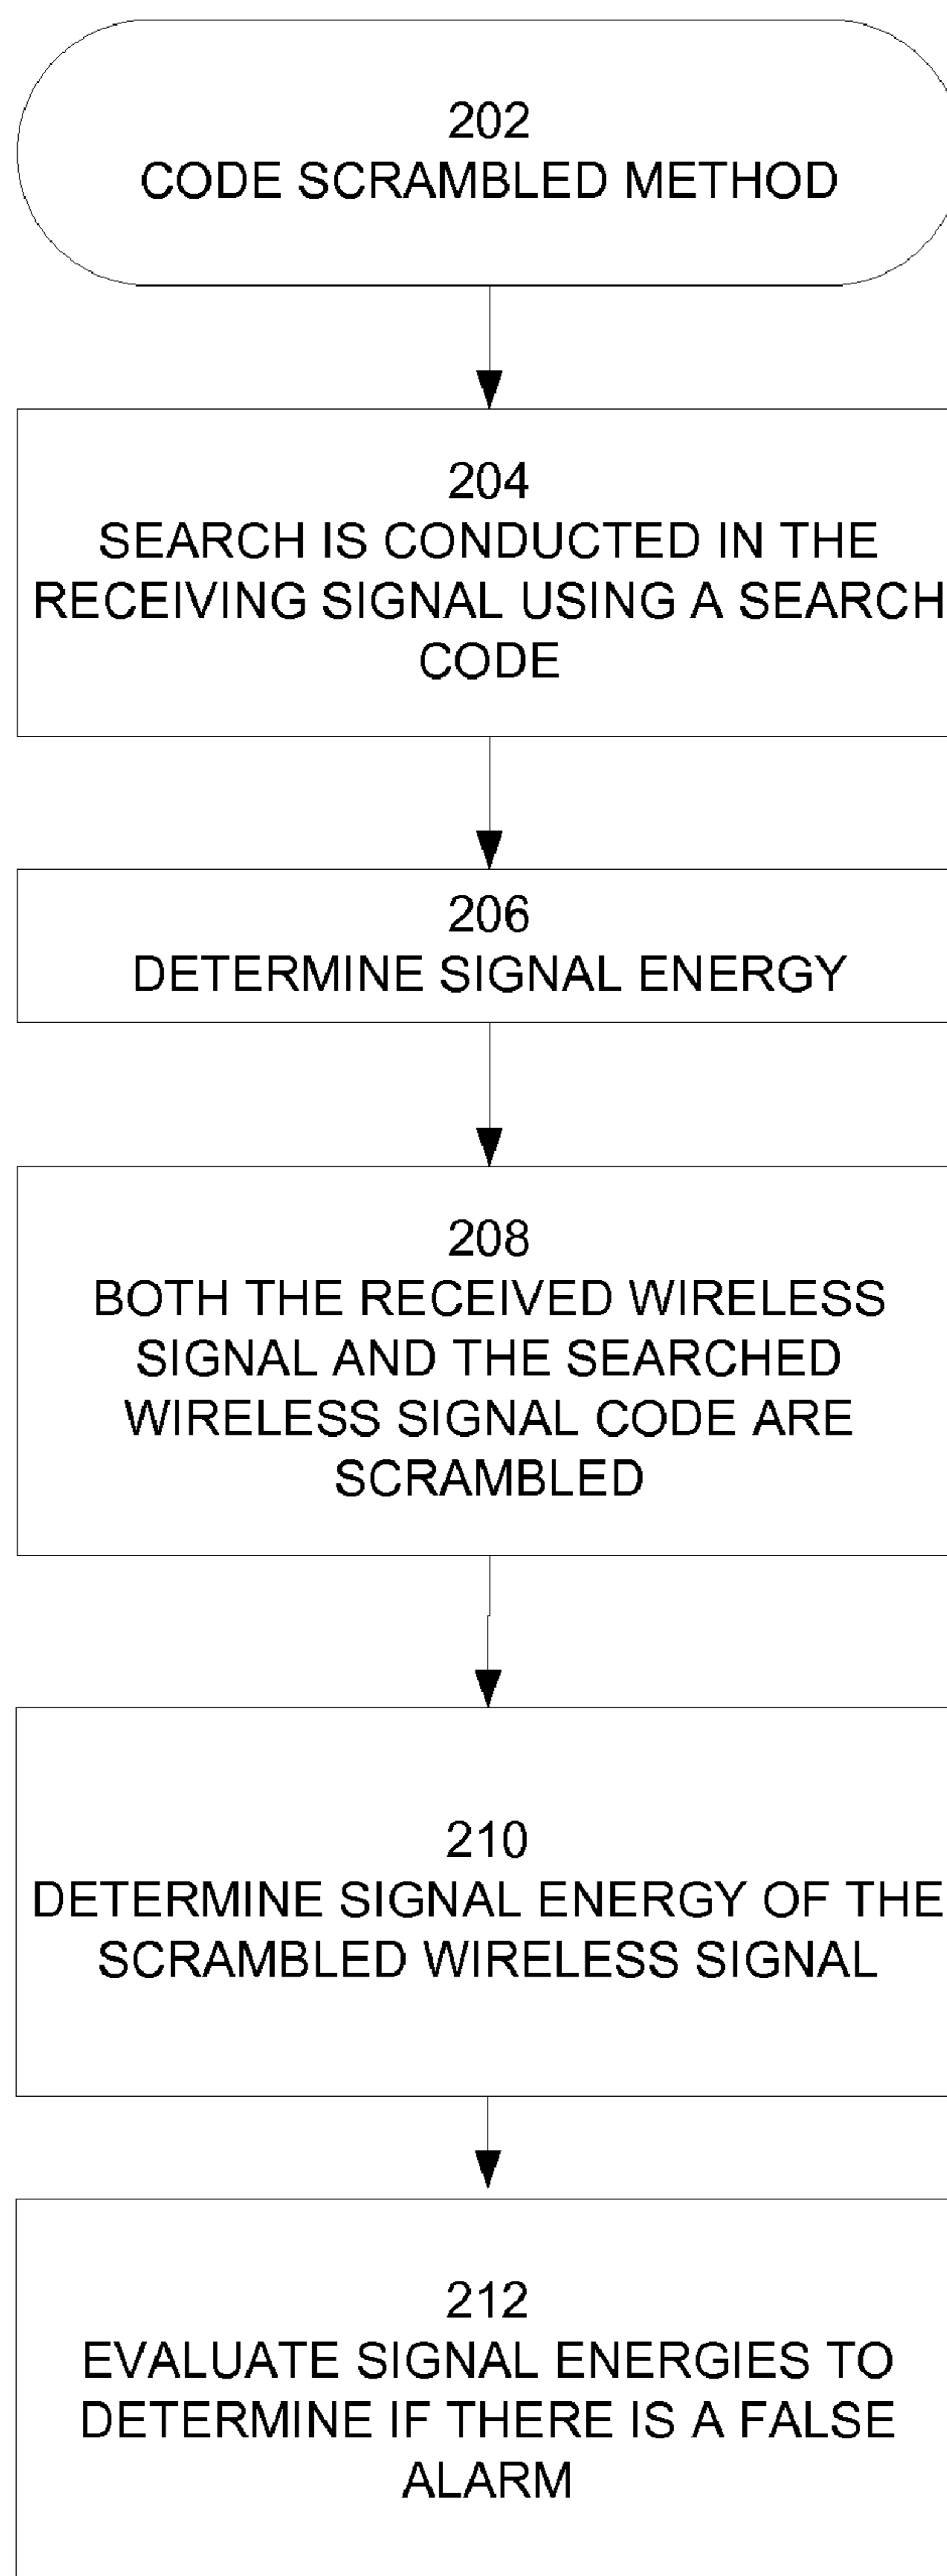 202
CODE SCRAMBLED METHOD
204
SEARCH IS CONDUCTED IN THE
RECEIVING SIGNAL USING A SEARCH
CODE
206
DETERMINE SIGNAL ENERGY
208
BOTH THE RECEIVED WIRELESS
SIGNAL AND THE SEARCHED
WIRELESS SIGNAL CODE ARE
SCRAMBLED
210
DETERMINE SIGNAL ENERGY OF THE
SCRAMBLED WIRELESS SIGNAL
212
EVALUATE SIGNAL ENERGIES TO
DETERMINE IF THERE IS A FALSE
ALARM